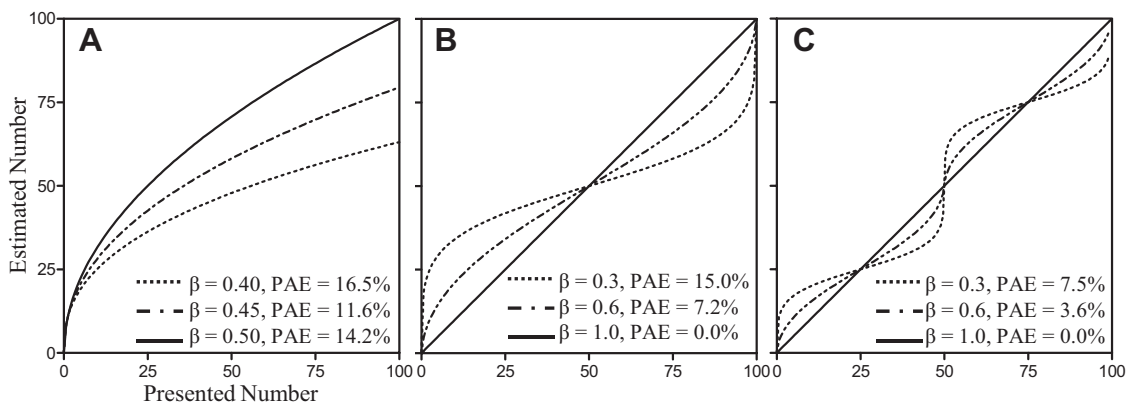 A
B
C
Estimated Number
100
75
50
25
0
β = 0.40, PAE = 16.5%
β = 0.45, PAE = 11.6%
β = 0.50, PAE = 14.2%
0 25 50 75 100
β = 0.3, PAE = 15.0%
β = 0.6, PAE = 7.2%
β = 1.0, PAE = 0.0%
0 25 50 75 100
β = 0.3, PAE = 7.5%
β = 0.6, PAE = 3.6%
β = 1.0, PAE = 0.0%
0 25 50 75 100
Presented Number